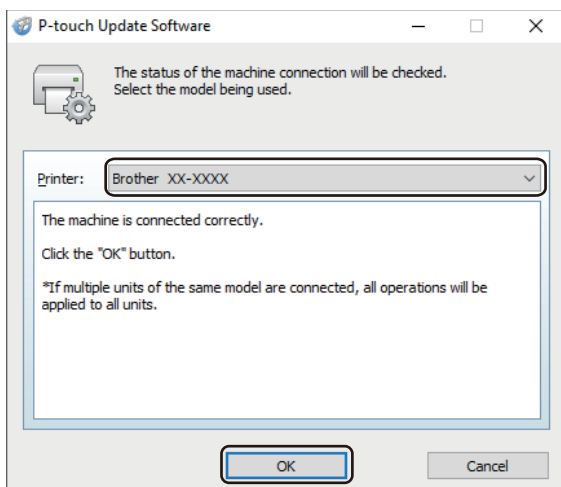 P-touch Update Software
The status of the machine connection will be checked.
Select the model being used.
Printer: Brother XX-XXXX
The machine is connected correctly.
Click the "OK" button.
*If multiple units of the same model are connected, all operations will be
applied to all units.
OK Cancel